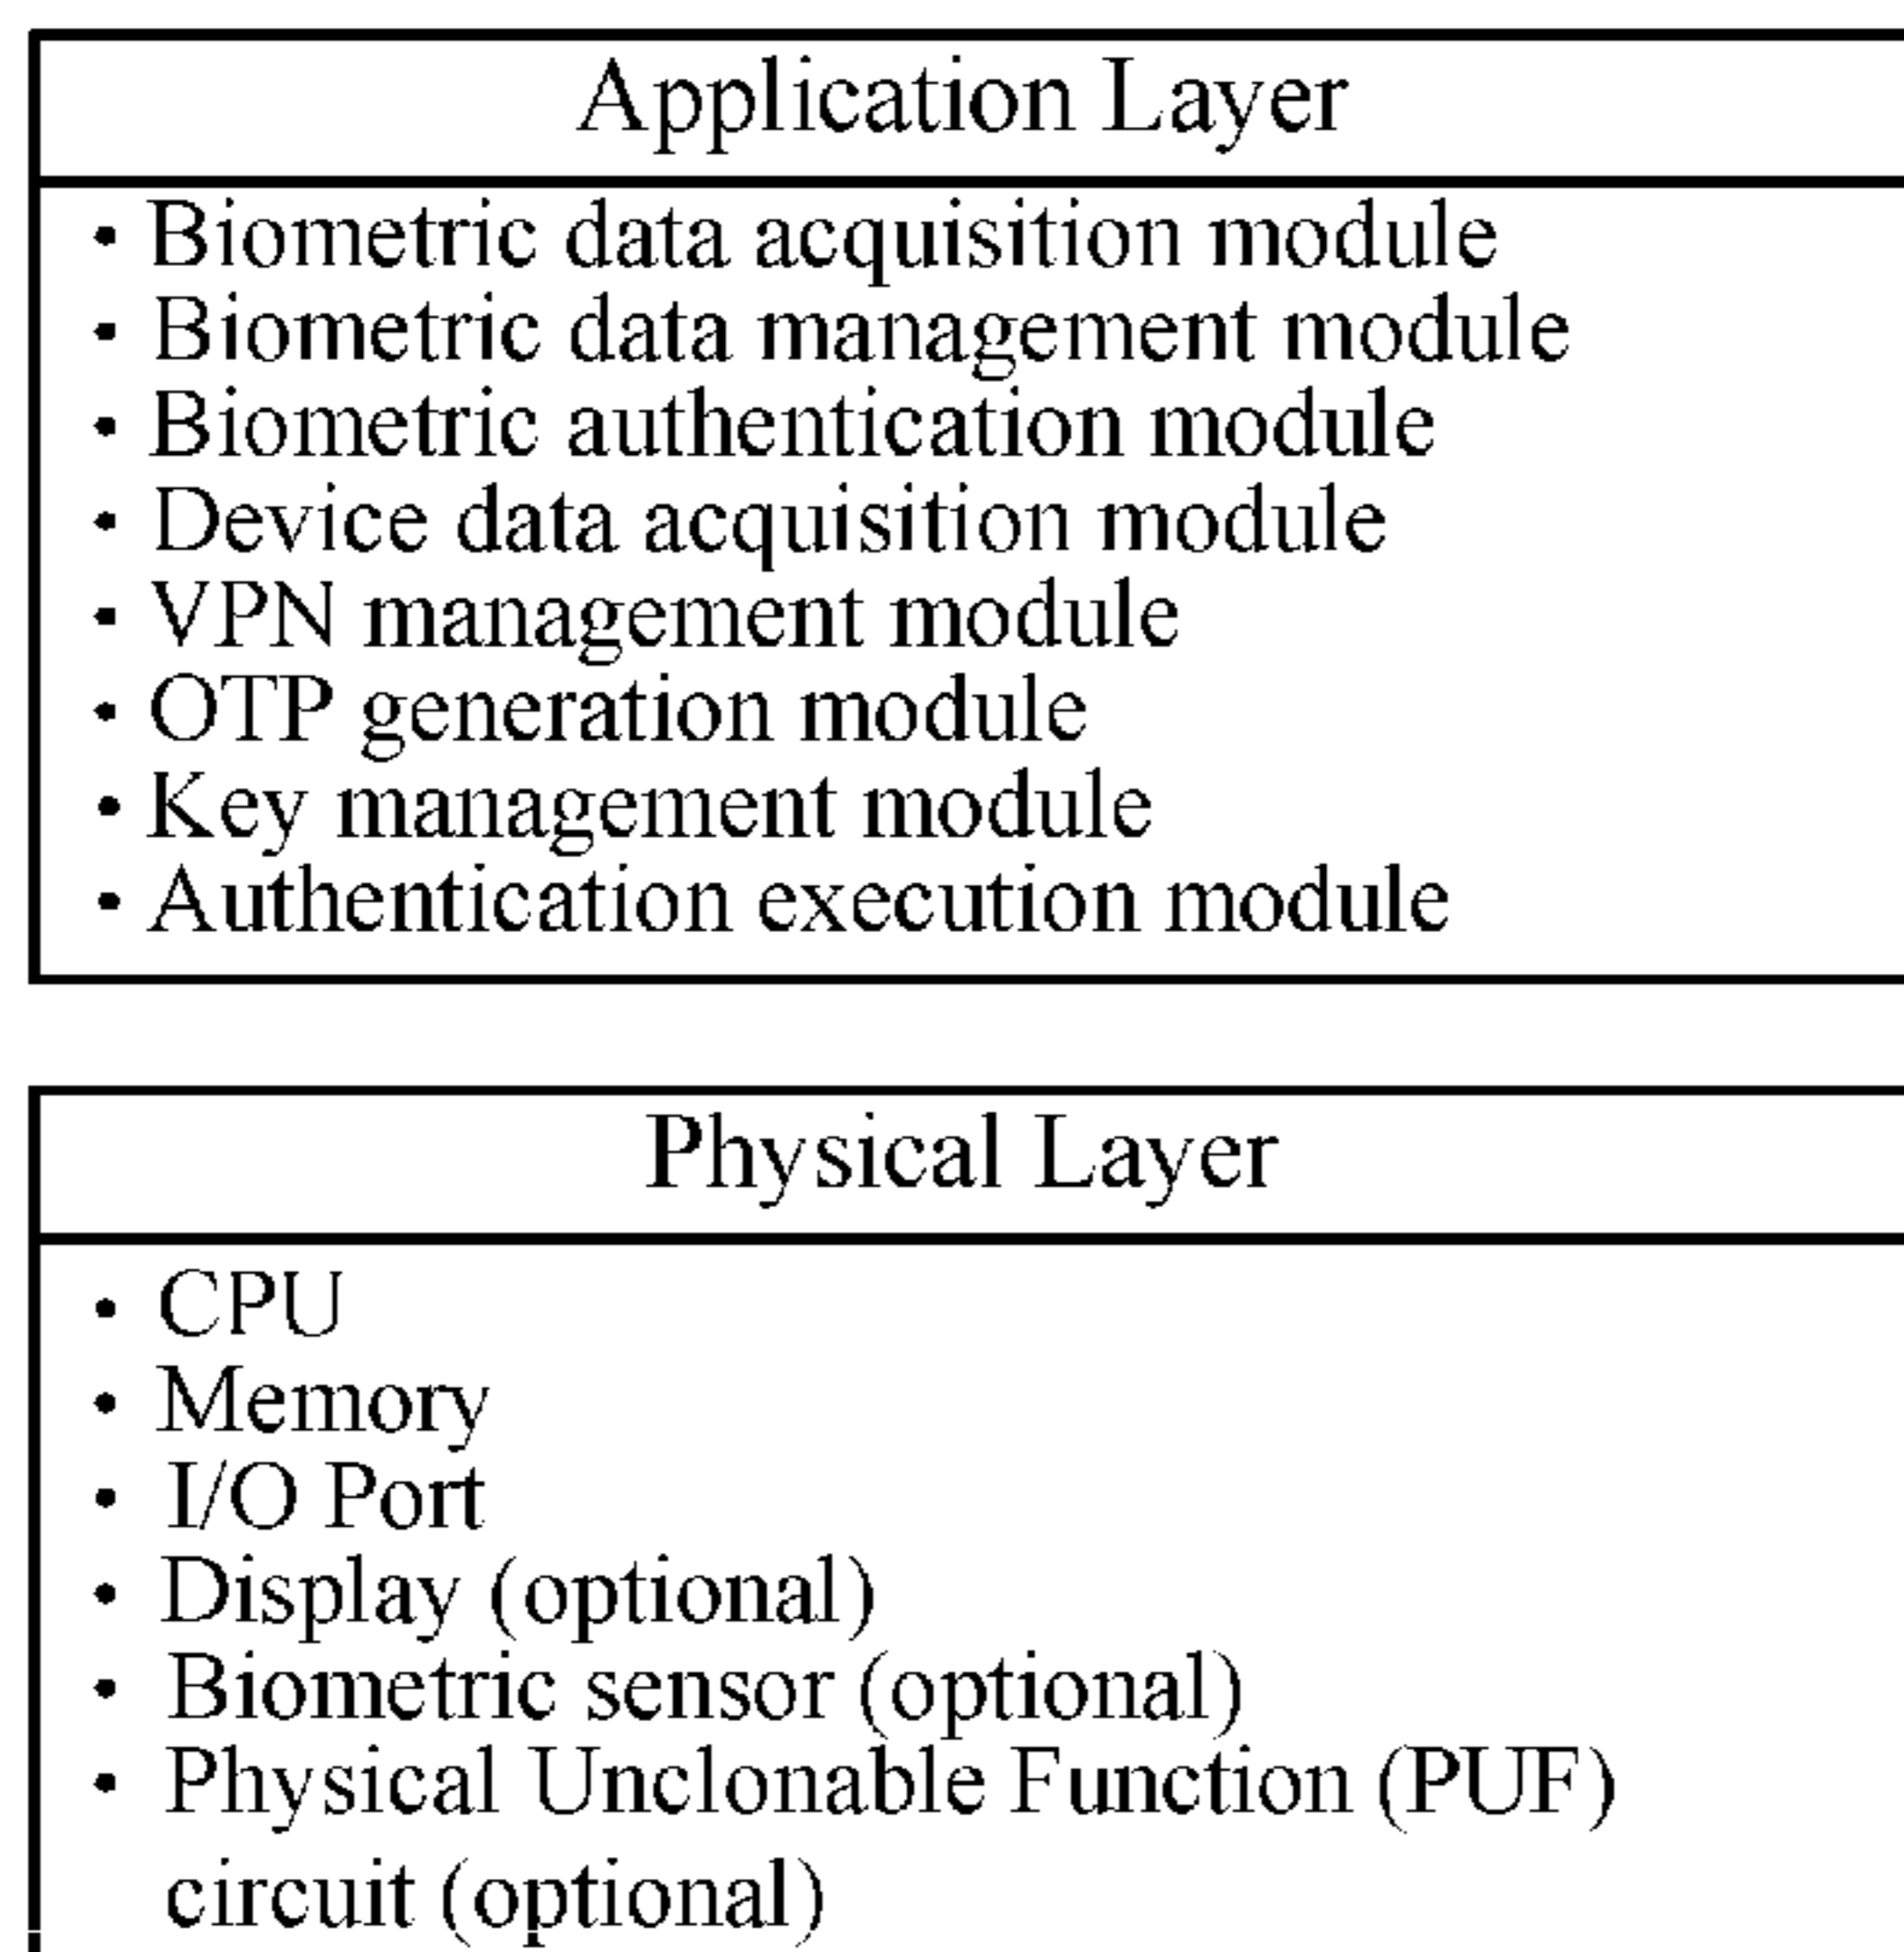 Application Layer
• Biometric data acquisition module
• Biometric data management module
• Biometric authentication module
• Device data acquisition module
• VPN management module
• OTP generation module
• Key management module
• Authentication execution module
Physical Layer
• CPU
• Memory
• I/O Port
• Display (optional)
• Biometric sensor (optional)
• Physical Unclonable Function (PUF)
circuit (optional)